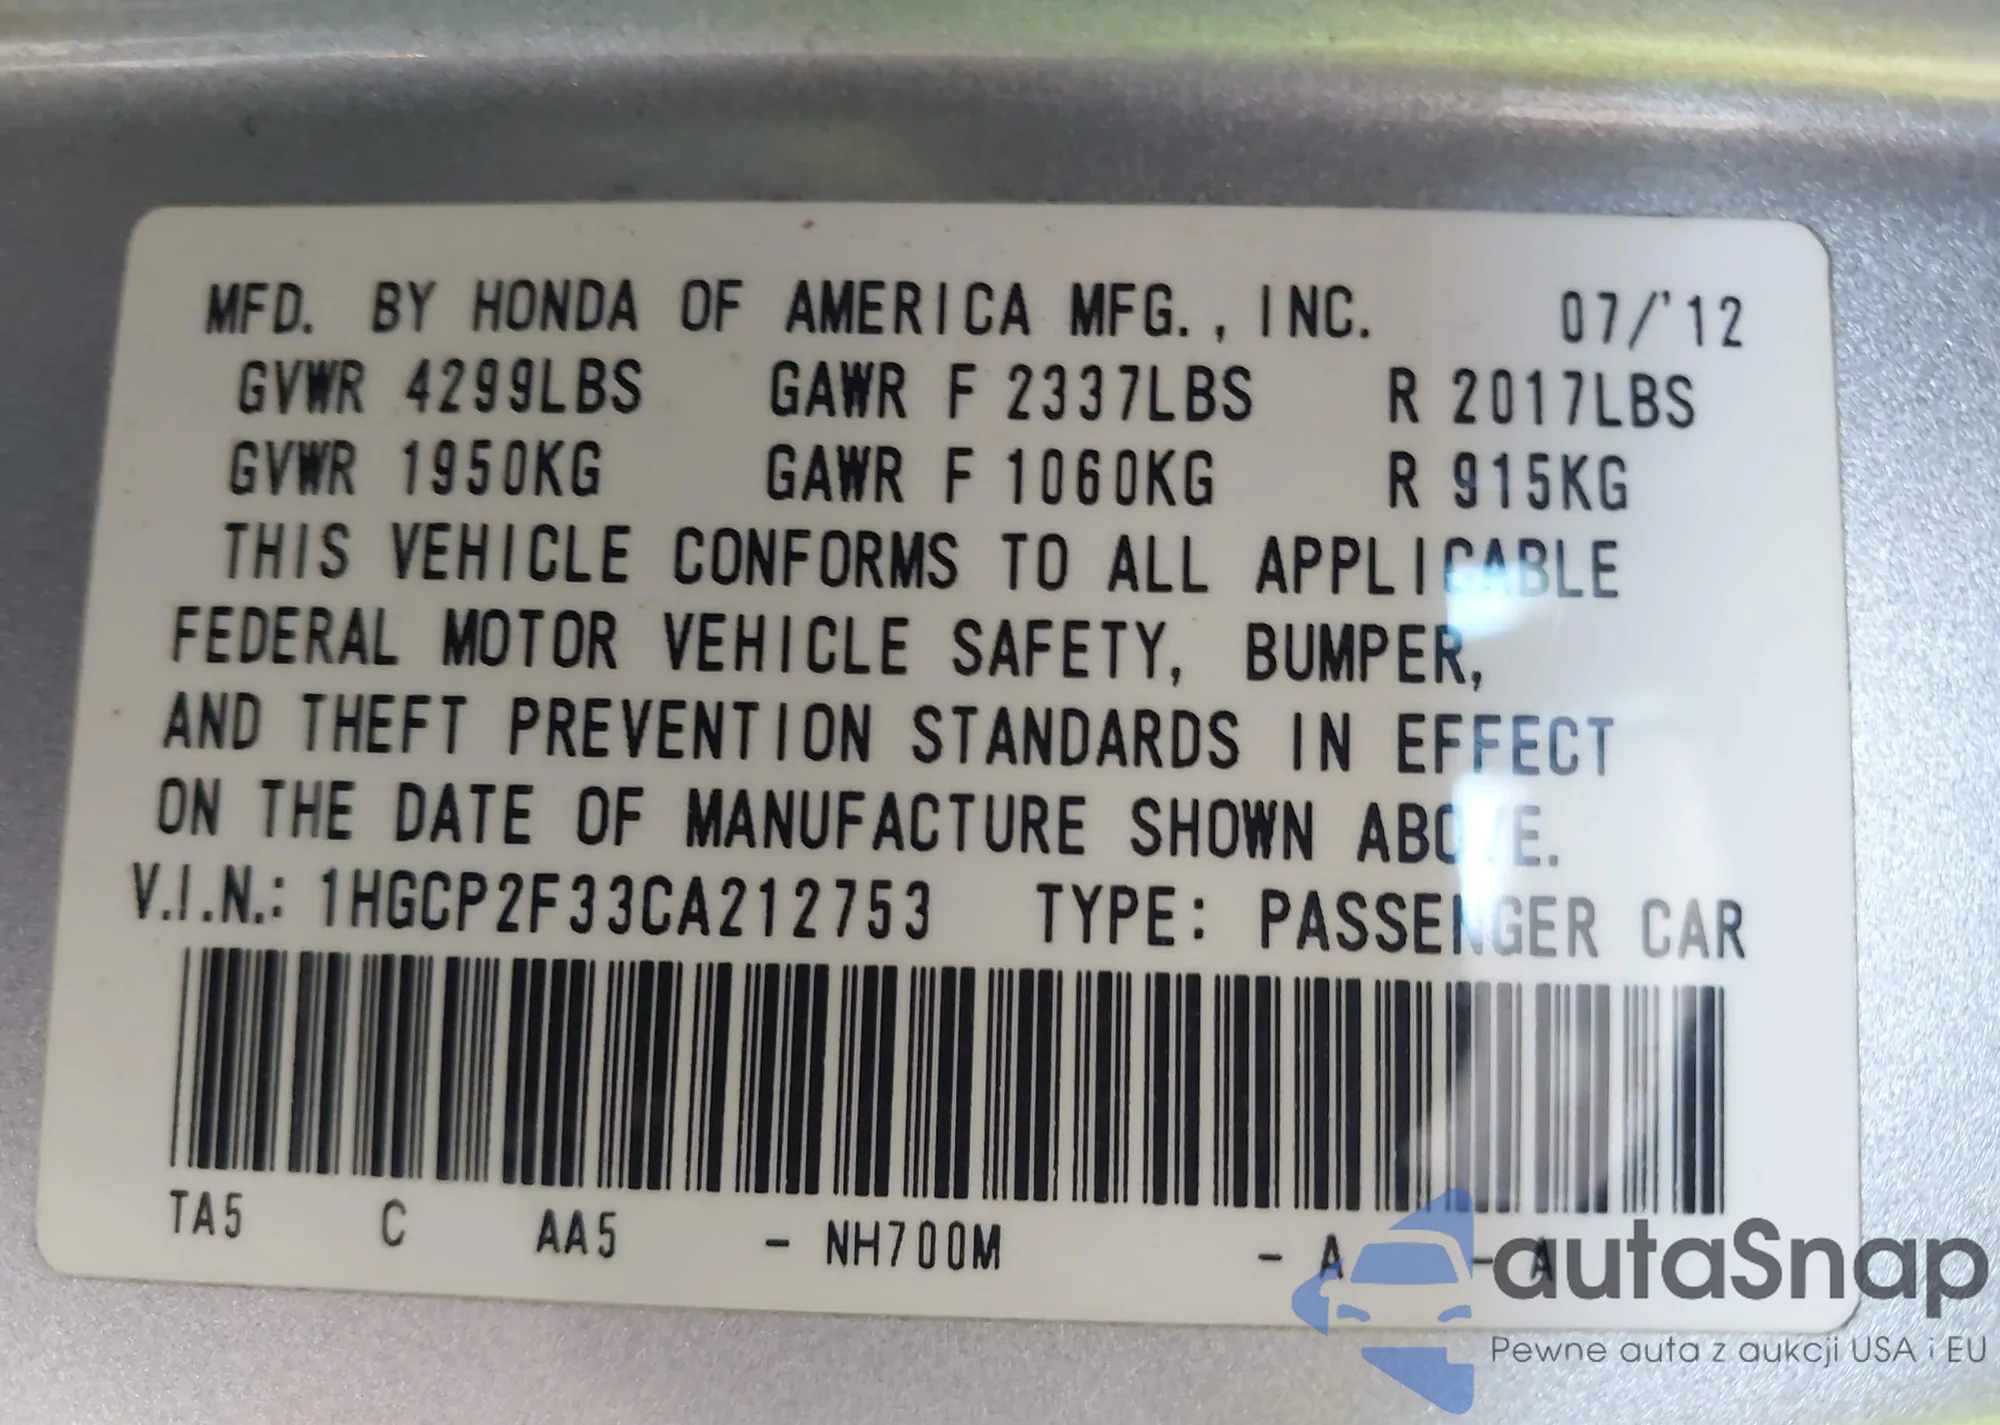 MFD. BY HONDA OF AMERICA MFG., INC. 07/'12
GVWR 4299LBS GAWR F 2337LBS R 2017LBS
GVWR 1950KG GAWR F 1060KG R 915KG
THIS VEHICLE CONFORMS TO ALL APPLICABLE
FEDERAL MOTOR VEHICLE SAFETY, BUMPER,
AND THEFT PREVENTION STANDARDS IN EFFECT
ON THE DATE OF MANUFACTURE SHOWN ABOVE.
V.I.N.: 1HGCP2F33CA212753 TYPE: PASSENGER CAR
TA5 C AA5 - NH700M - A - A
autaSnap
Pewne auta z aukcji USA i EU